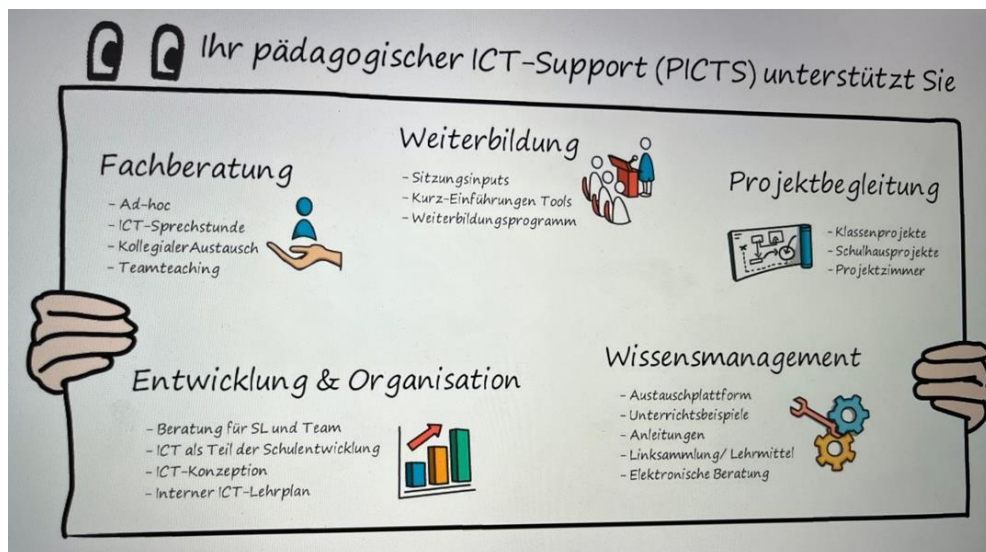 Ihr pädagogischer ICT-Support (PICTS) unterstützt Sie
Fachberatung
- Ad-hoc
- ICT-Sprechstunde
- Kollegialer Austausch
- Teamteaching
Weiterbildung
- Sitzungsinputs
- Kurz-Einführungen Tools
- Weiterbildungsprogramm
Projektbegleitung
- Klassenprojekte
- Schulhausprojekte
- Projektzimmer
Entwicklung & Organisation
- Beratung für SL und Team
- ICT als Teil der Schulentwicklung
- ICT-Konzeption
- Interner ICT-Lehrplan
Wissensmanagement
- Austauschplattform
- Unterrichtsbeispiele
- Anleitungen
- Linksammlung/ Lehrmittel
- Elektronische Beratung